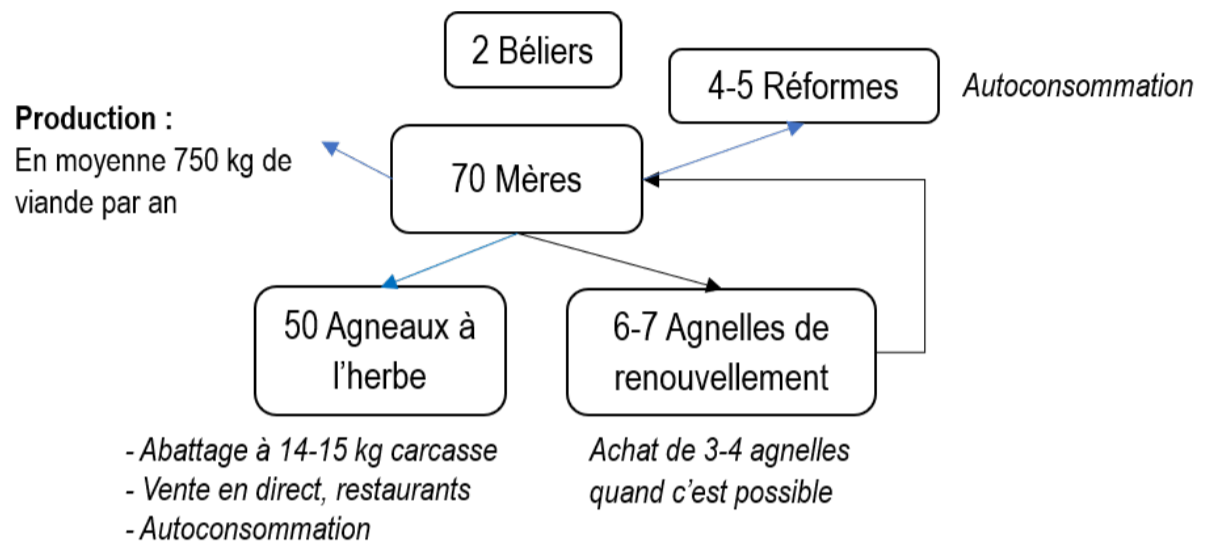 2 Béliers
4-5 Réformes
Autoconsommation
Production :
En moyenne 750 kg de
viande par an
70 Mères
50 Agneaux à
l’herbe
6-7 Agnelles de
renouvellement
- Abattage à 14-15 kg carcasse
- Vente en direct, restaurants
- Autoconsommation
Achat de 3-4 agnelles
quand c’est possible